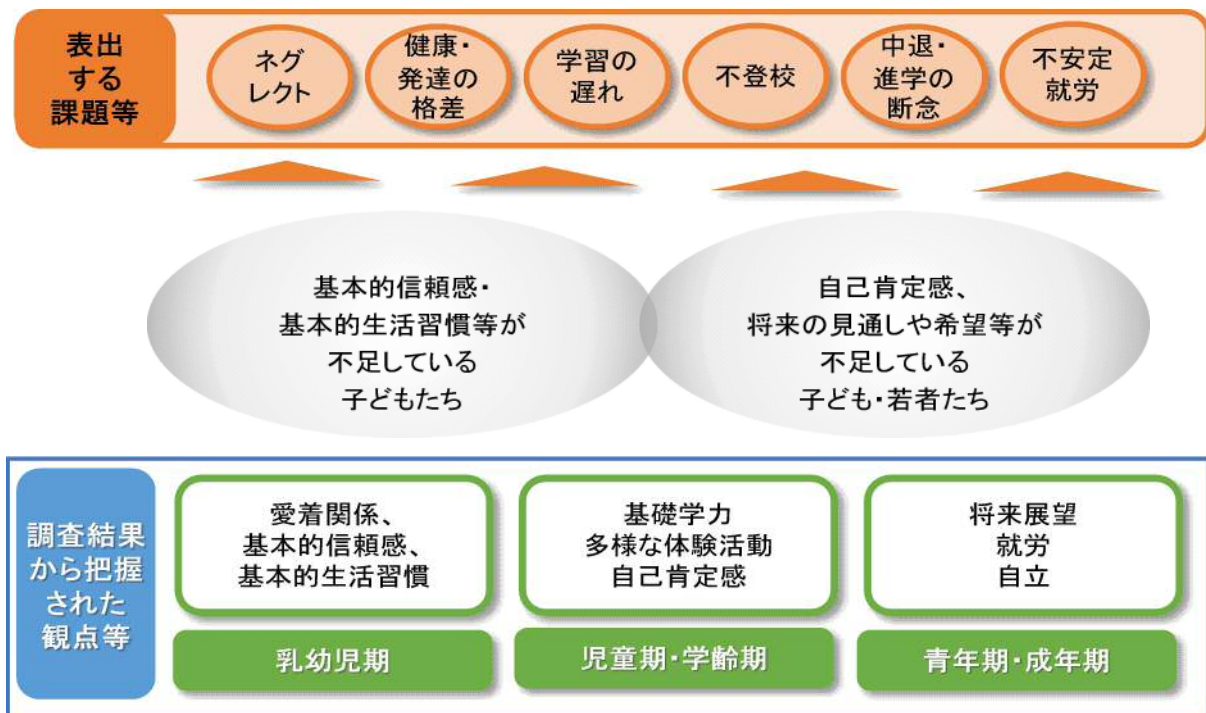 表出
する
課題等
ネグ
レクト
健康・
発達の
格差
学習の
遅れ
不登校
中退・
進学の
断念
不安定
就労
基本的信頼感・
基本的生活習慣等が
不足している
子どもたち
自己肯定感、
将来の見通しや希望等が
不足している
子ども・若者たち
調査結果
から把握
された
観点等
愛着関係、
基本的信頼感、
基本的生活習慣
乳幼児期
基礎学力
多様な体験活動
自己肯定感
児童期・学齢期
将来展望
就労
自立
青年期・成年期